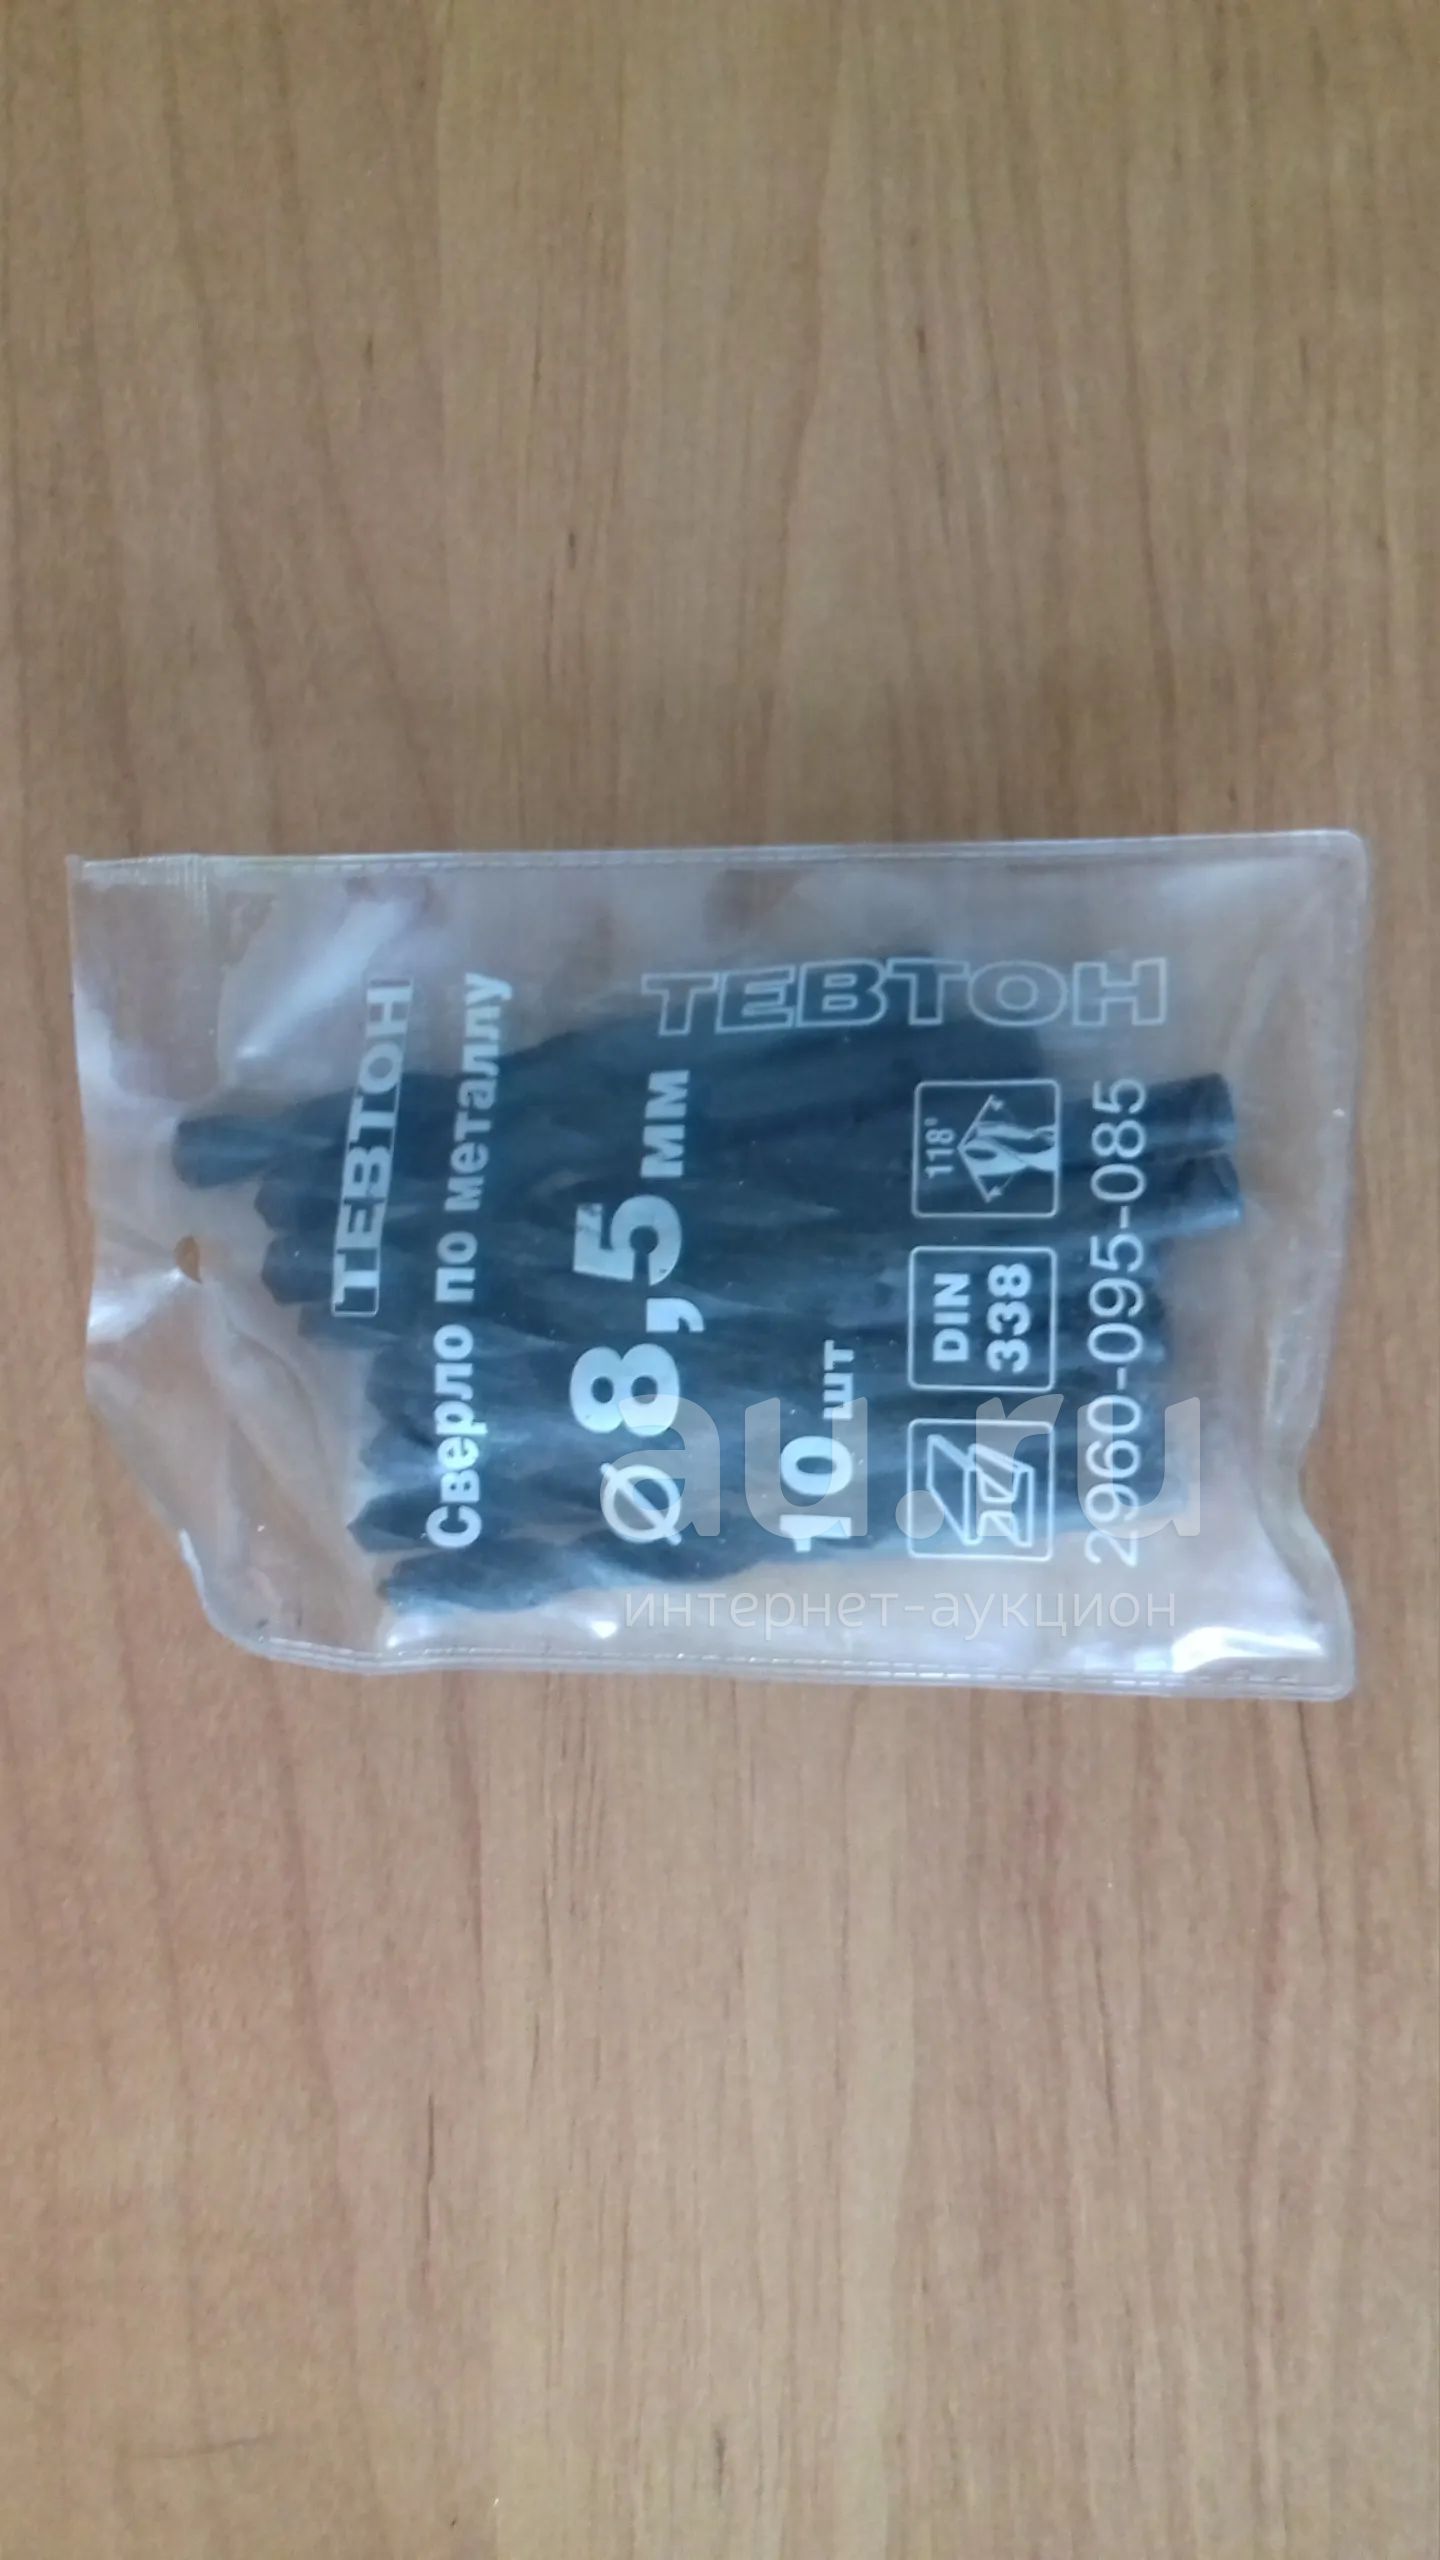 ТЕВТОН
Сверло по металлу
Ø 8,5 мм
ТЕВТОН
10 шт
DIN
338
118°
2960-095-085
au.ru
интернет-аукцион